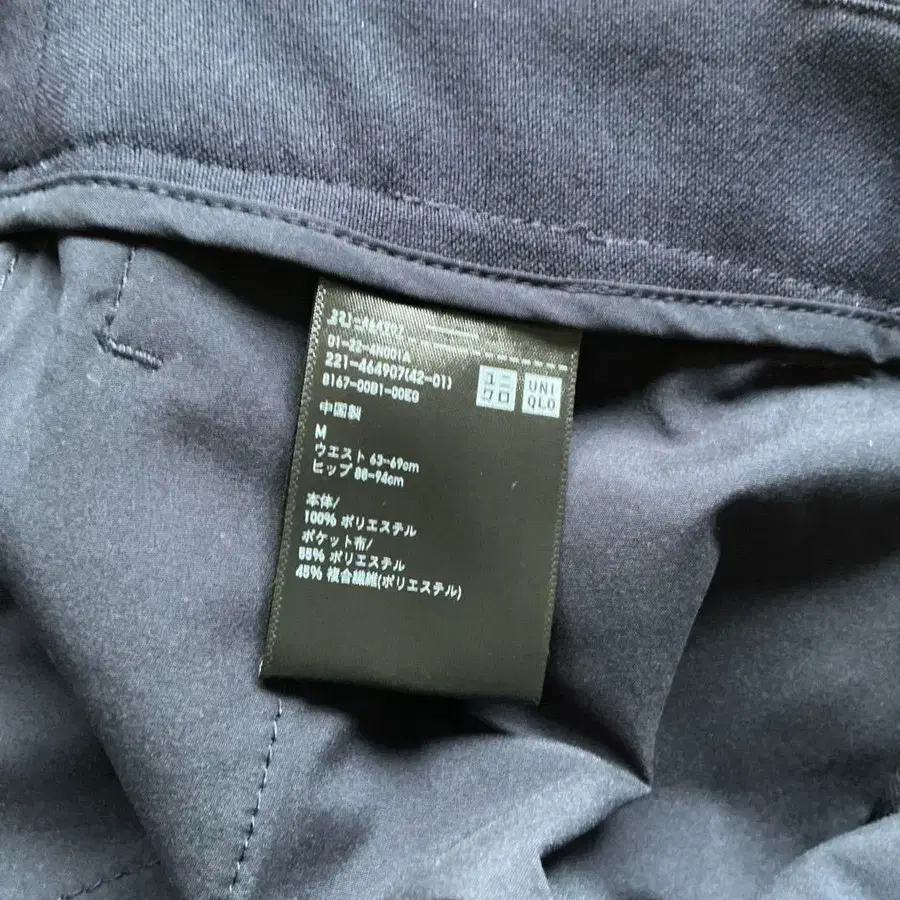 321-464907
01-23-4N001A
221-464907(42-01)
8167-00B1-00E0
ユニ
クロ
UNI
QLO
中国製
M
ウエスト 63-69cm
ヒップ 88-94cm
本体/
100% ポリエステル
ポケット布/
55% ポリエステル
45% 複合繊維(ポリエステル)